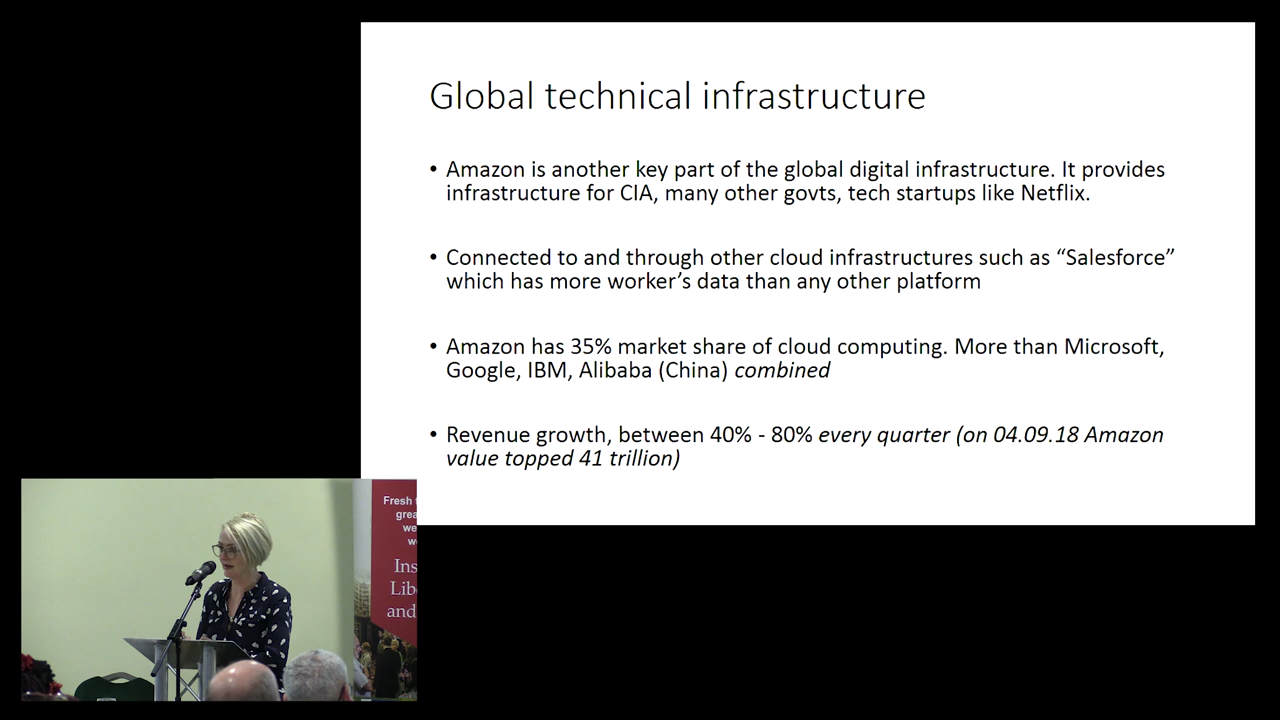 Global technical infrastructure
• Amazon is another key part of the global digital infrastructure. It provides
infrastructure for CIA, many other govts, tech startups like Netflix.
• Connected to and through other cloud infrastructures such as “Salesforce”
which has more worker’s data than any other platform
• Amazon has 35% market share of cloud computing. More than Microsoft,
Google, IBM, Alibaba (China) combined
• Revenue growth, between 40% - 80% every quarter (on 04.09.18 Amazon
value topped 41 trillion)
Fresh
and